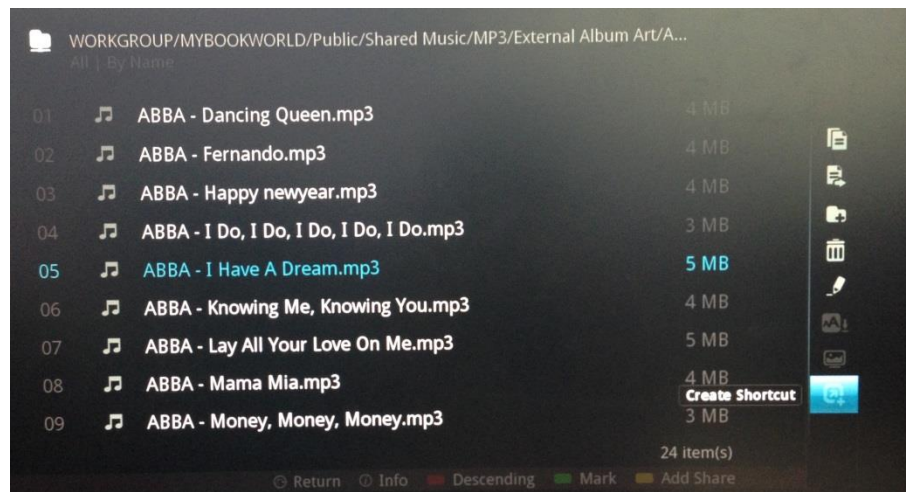 WORKGROUP/MYBOOKWORLD/Public/Shared Music/MP3/External Album Art/A...
All | By Name
01 ABBA - Dancing Queen.mp3 4 MB
02 ABBA - Fernando.mp3 4 MB
03 ABBA - Happy newyear.mp3 4 MB
04 ABBA - I Do, I Do, I Do, I Do, I Do.mp3 3 MB
05 ABBA - I Have A Dream.mp3 5 MB
06 ABBA - Knowing Me, Knowing You.mp3 4 MB
07 ABBA - Lay All Your Love On Me.mp3 5 MB
08 ABBA - Mama Mia.mp3 4 MB
Create Shortcut
09 ABBA - Money, Money, Money.mp3 3 MB
24 item(s)
Return Info Descending Mark Add Share